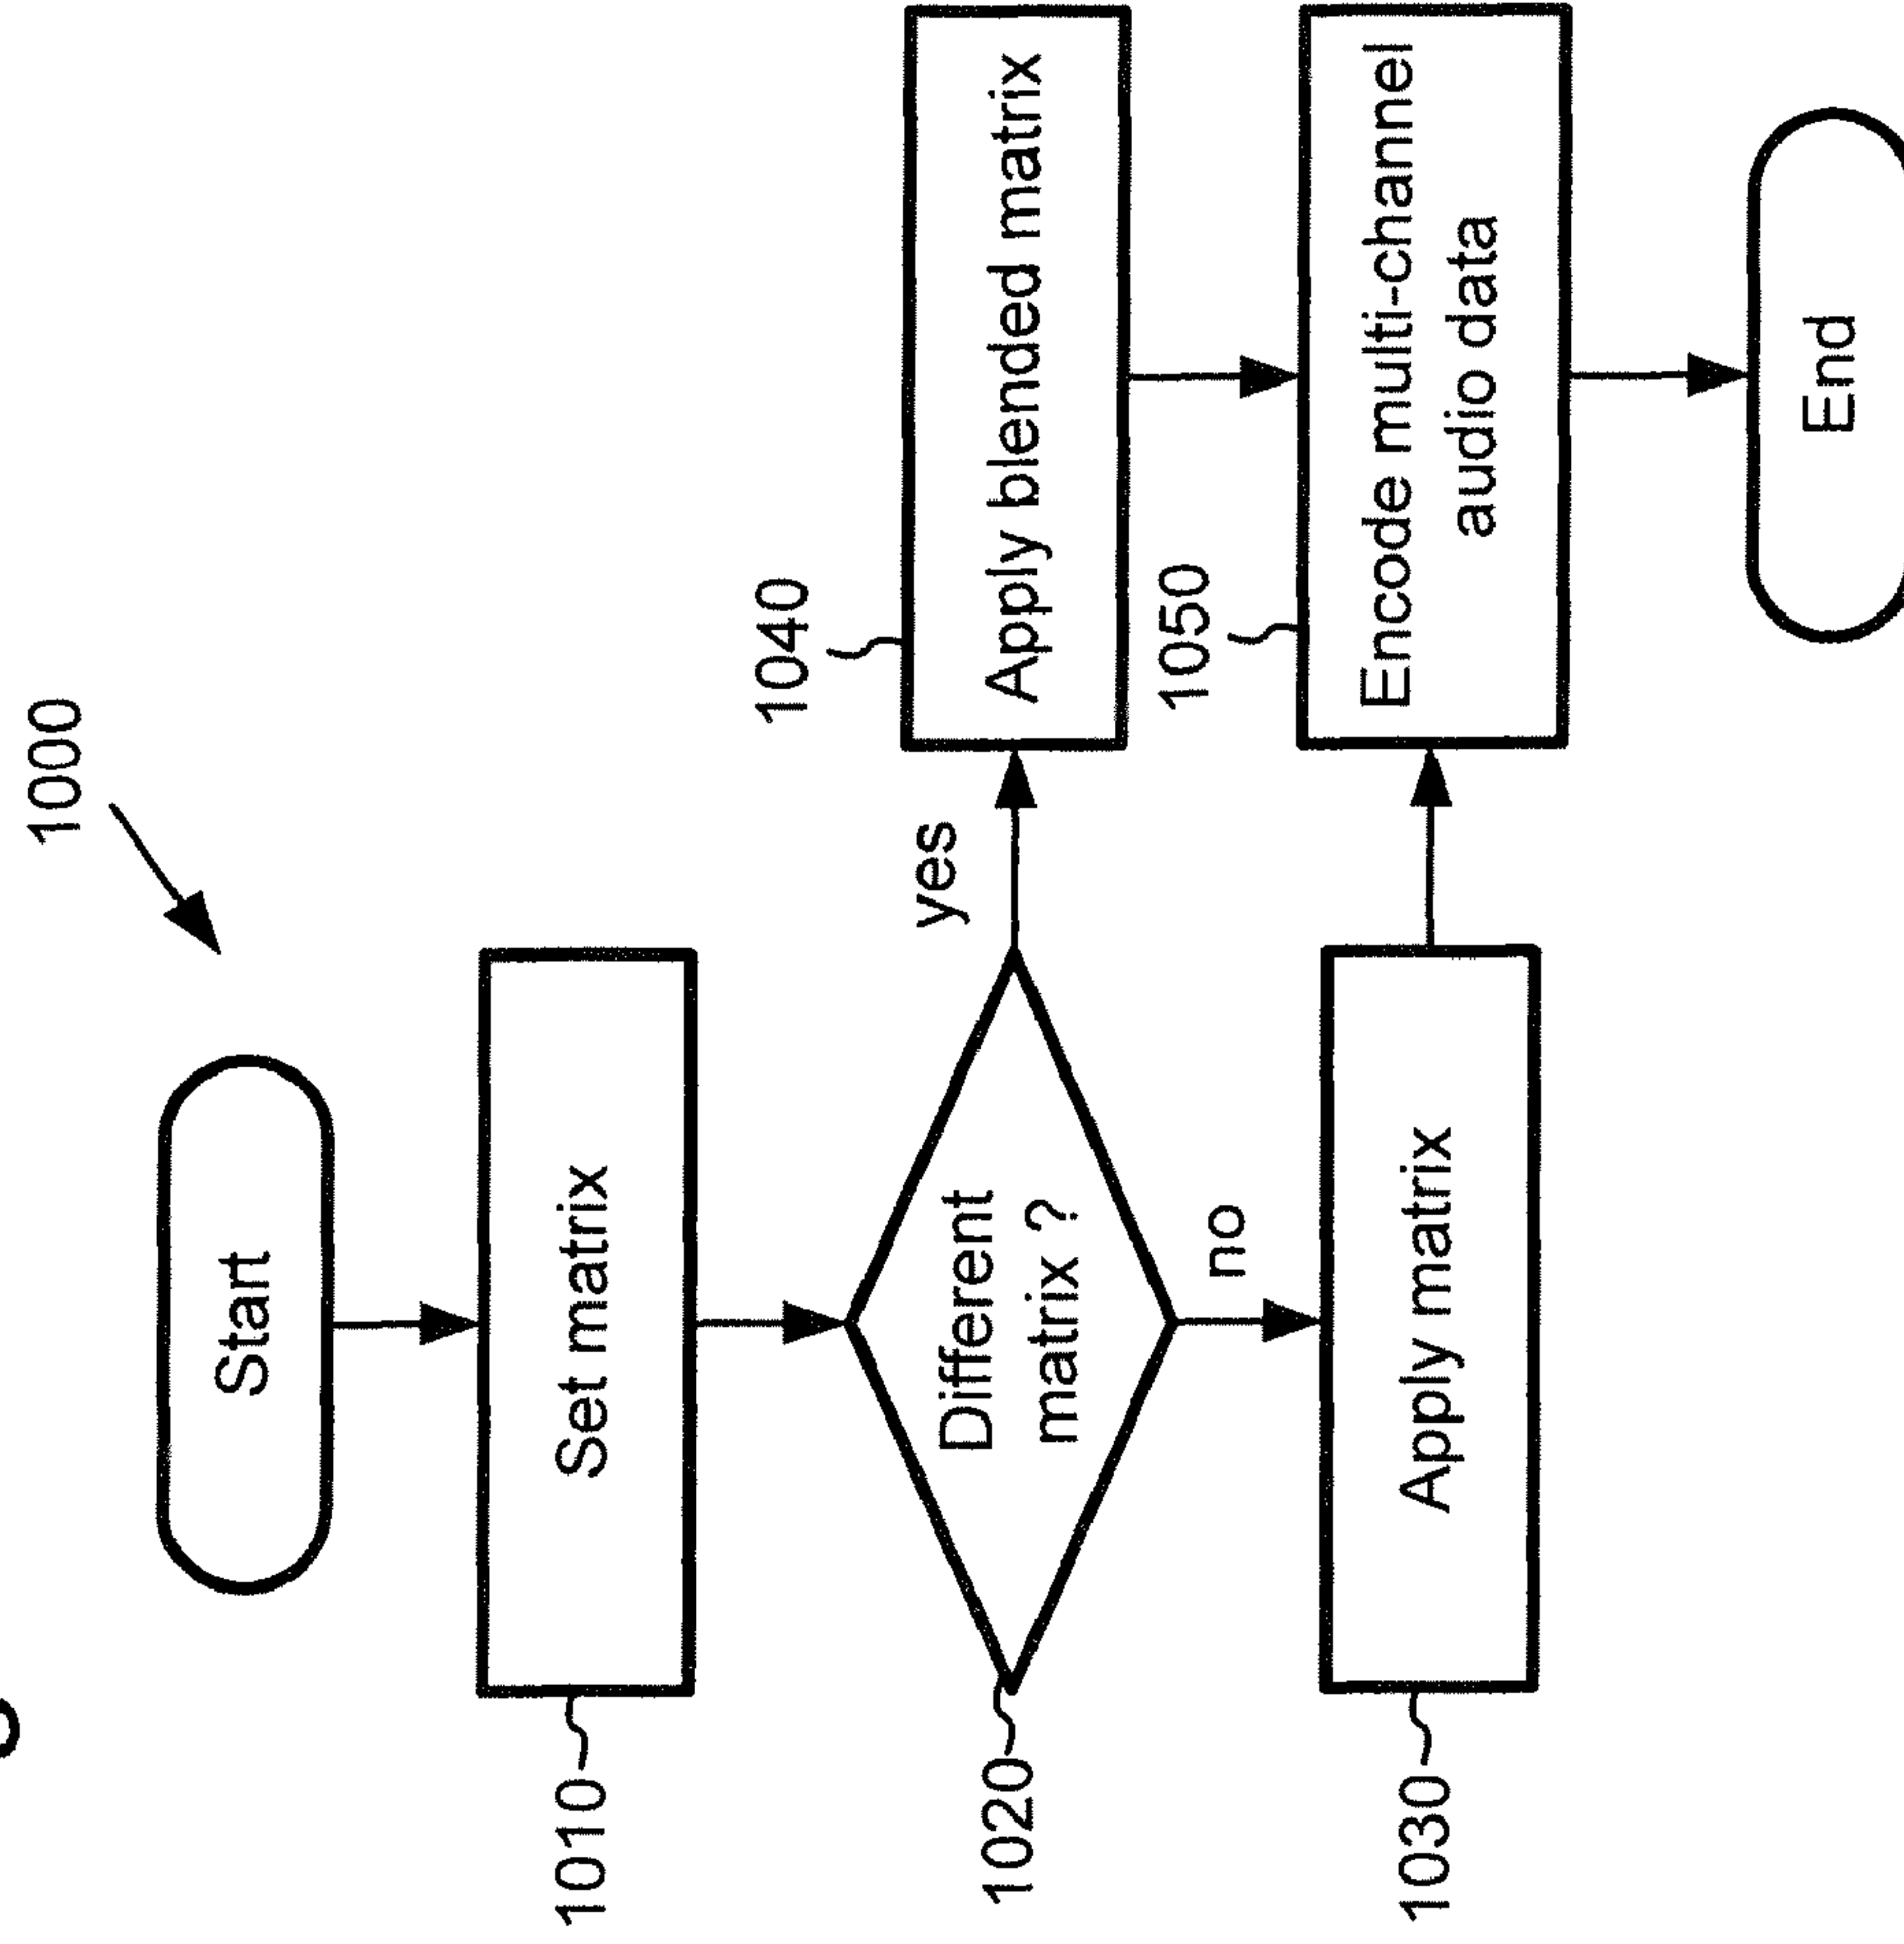 1000
Start
1010
Set matrix
1020
Different
matrix ?
yes
no
1030
Apply matrix
1040
Apply blended matrix
1050
Encode multi-channel
audio data
End